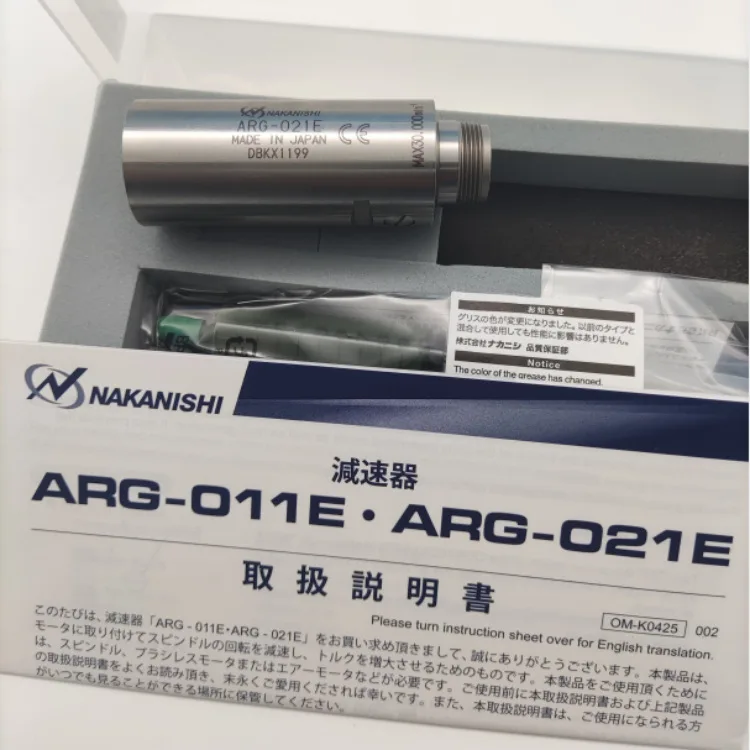 NAKANISHI
ARG-021E
MADE IN JAPAN
D8KX1199
CE
MAX30,000min⁻¹
お知らせ
グリスの色が変更になりました。以前のタイプと
混合して使用しても性能に影響はありません。
株式会社 ナカニシ 品質保証部
Notice
The color of the grease has changed.
NAKANISHI
減速器
ARG-011E・ARG-021E
取扱説明書
OM-K0425 002
Please turn instruction sheet over for English translation.
このたびは、減速器「ARG - 011E・ARG - 021E」をお買い求め頂きまして、誠にありがとうございます。本製品は、
モータに取り付けてスピンドルの回転を減速し、トルクを増大させるためのものです。本製品をご使用頂くために
は、スピンドル、ブラシレスモータまたはエアーモータなどが必要です。ご使用前に本取扱説明書および上記製品
の取扱説明書をよくお読み頂き、末永くご愛用くだされば幸いです。また、本取扱説明書は、ご使用になられる方
がいつでも見ることができる場所に保管してください。